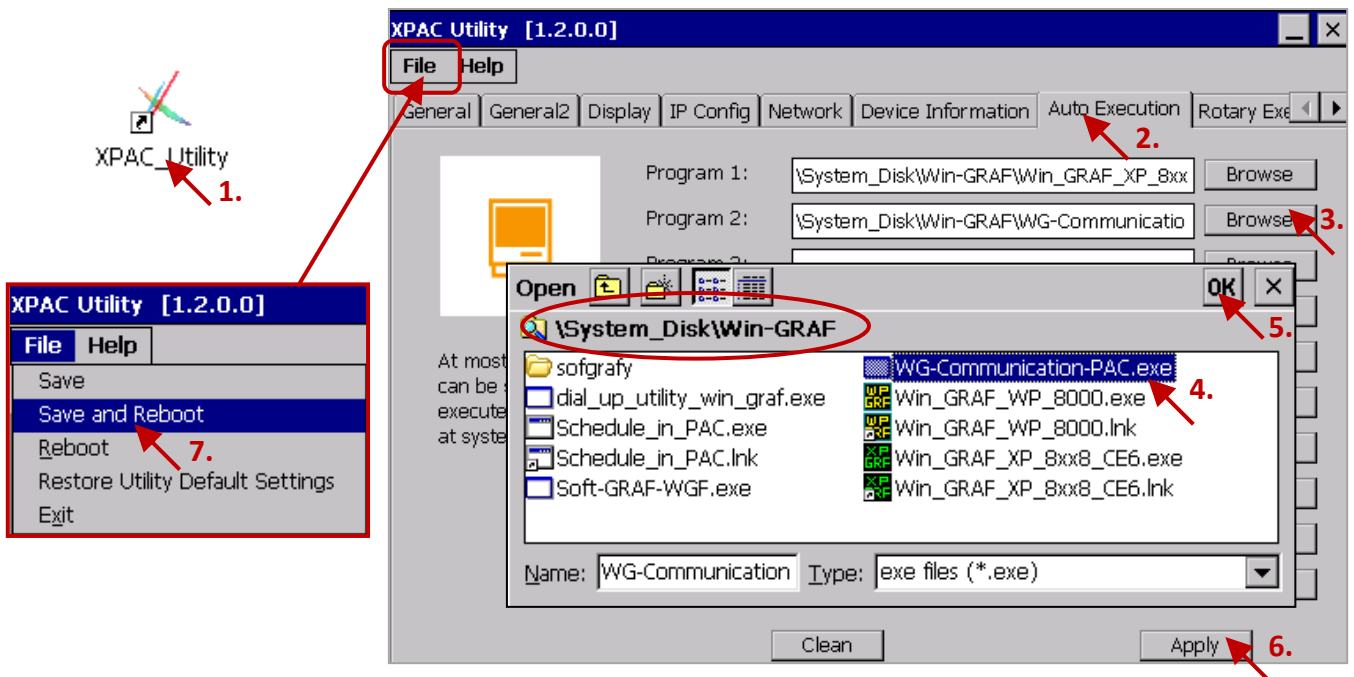 XPAC_Utility
1.
XPAC Utility [1.2.0.0]
File Help
General General2 Display IP Config Network Device Information Auto Execution Rotary Exe
2.
Program 1: \System_Disk\Win-GRAF\Win_GRAF_XP_8xx Browse
Program 2: \System_Disk\Win-GRAF\WG-Communicatio Browse
3.
Open OK
5.
\System_Disk\Win-GRAF
At most
can be
execute
at syste
sofgrafy
dial_up_utility_win_graf.exe
Schedule_in_PAC.exe
Schedule_in_PAC.lnk
Soft-GRAF-WGF.exe
WG-Communication-PAC.exe
4.
Win_GRAF_WP_8000.exe
Win_GRAF_WP_8000.lnk
Win_GRAF_XP_8xx8_CE6.exe
Win_GRAF_XP_8xx8_CE6.lnk
Name: WG-Communication Type: exe files (*.exe)
Clean Apply
6.
XPAC Utility [1.2.0.0]
File Help
Save
Save and Reboot
7.
Reboot
Restore Utility Default Settings
Exit